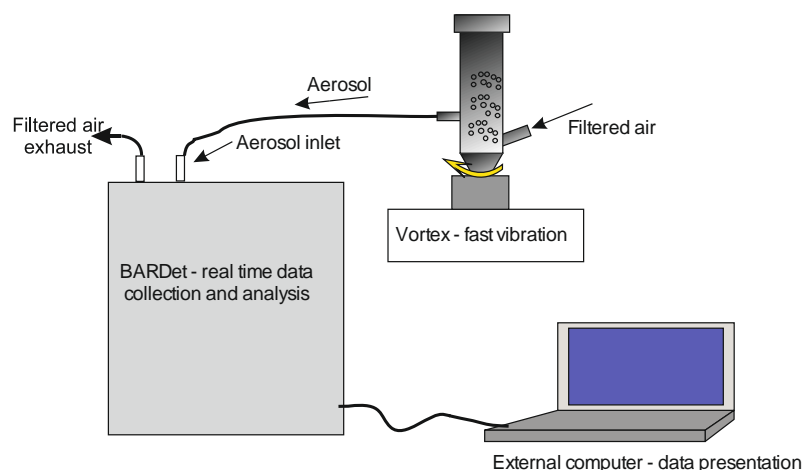 Aerosol
Filtered air
exhaust
Aerosol inlet
Filtered air
Vortex - fast vibration
BARDet - real time data
collection and analysis
External computer - data presentation